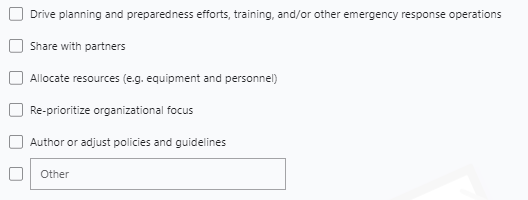 Drive planning and preparedness efforts, training, and/or other emergency response operations
Share with partners
Allocate resources (e.g. equipment and personnel)
Re-prioritize organizational focus
Author or adjust policies and guidelines
Other